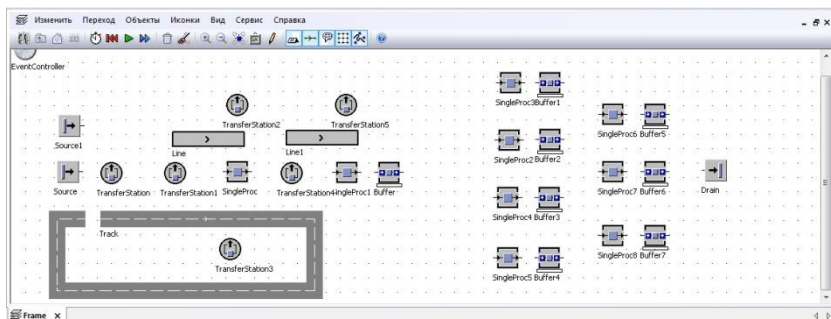 Изменить Переход Объекты Иконки Вид Сервис Справка
EventController
SingleProc3 Buffer1
TransferStation2 TransferStation5
SingleProc6 Buffer5
Source1
Line Line1
SingleProc2 Buffer2
Source TransferStation TransferStation1 SingleProc TransferStation4 ingleProc1 Buffer
SingleProc7 Buffer6 Drain
SingleProc4 Buffer3
Track
TransferStation3
SingleProc8 Buffer7
SingleProc5 Buffer4
Frame